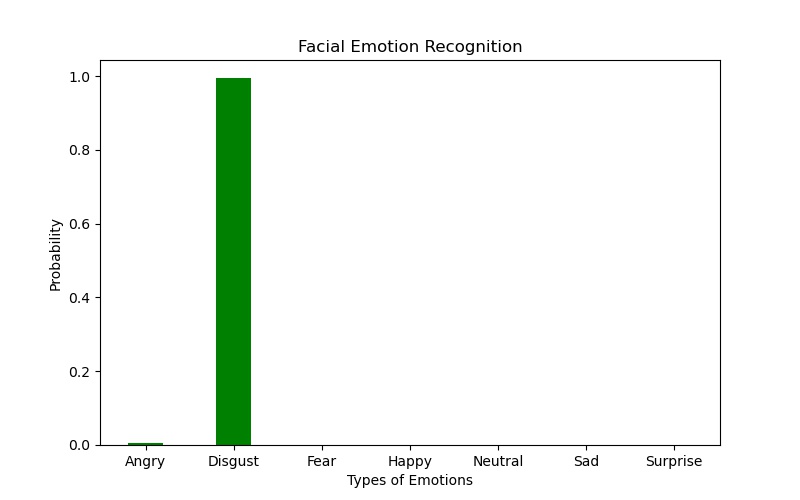 Facial Emotion Recognition
1.0
0.8
0.6
0.4
0.2
0.0
Probability
Angry Disgust Fear Happy Neutral Sad Surprise
Types of Emotions